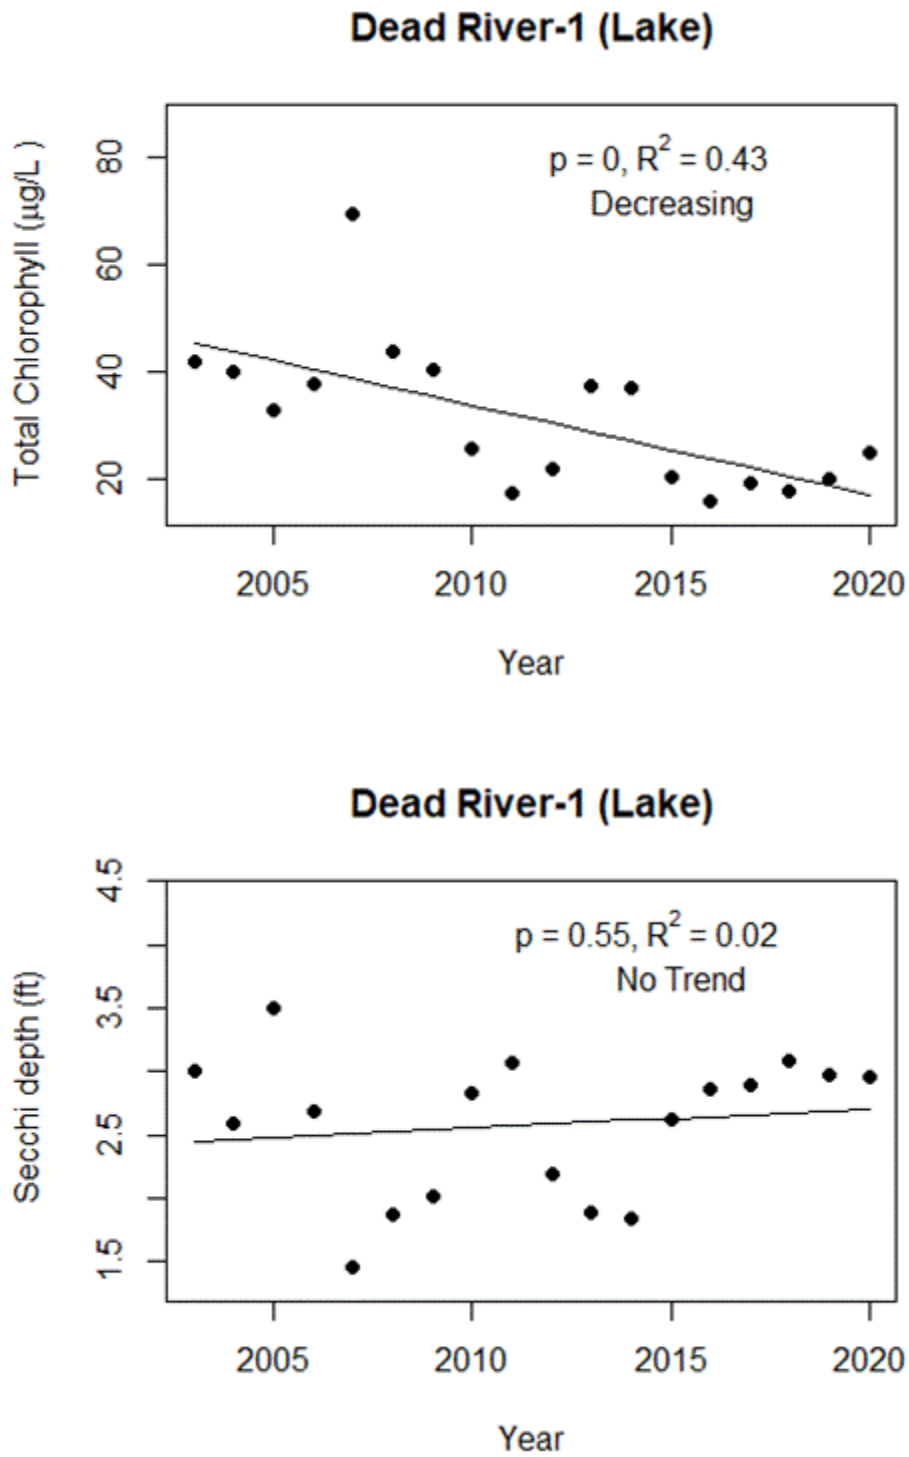 Dead River-1 (Lake)
p = 0, R² = 0.43
Decreasing
Total Chlorophyll (µg/L )
80
60
40
20
2005 2010 2015 2020
Year
Dead River-1 (Lake)
p = 0.55, R² = 0.02
No Trend
Secchi depth (ft)
4.5
3.5
2.5
1.5
2005 2010 2015 2020
Year